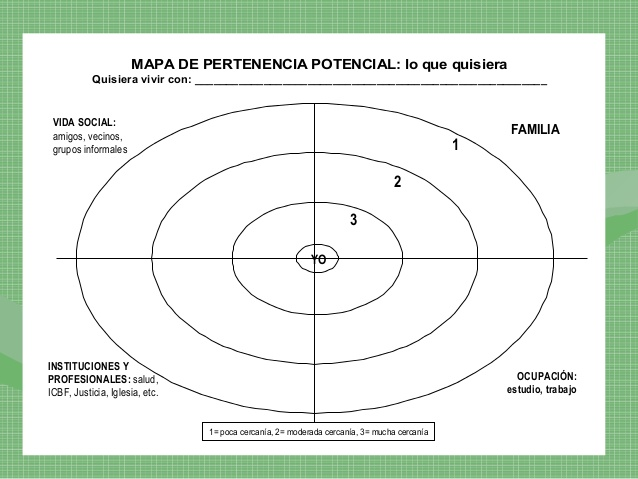 MAPA DE PERTENENCIA POTENCIAL: lo que quisiera
Quisiera vivir con: ______________________________________________________
VIDA SOCIAL:
amigos, vecinos,
grupos informales
FAMILIA
1
2
3
YO
INSTITUCIONES Y
PROFESIONALES: salud,
ICBF, Justicia, Iglesia, etc.
OCUPACIÓN:
estudio, trabajo
1= poca cercanía, 2= moderada cercanía, 3= mucha cercanía